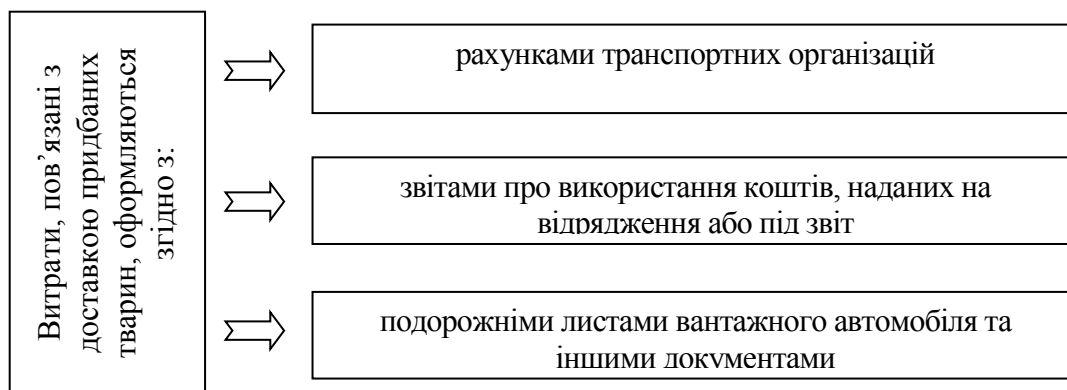 Витрати, пов’язані з
доставкою придбаних
тварин, оформляються
згідно з:
рахунками транспортних організацій
звітами про використання коштів, наданих на
відрядження або під звіт
подорожніми листами вантажного автомобіля та
іншими документами